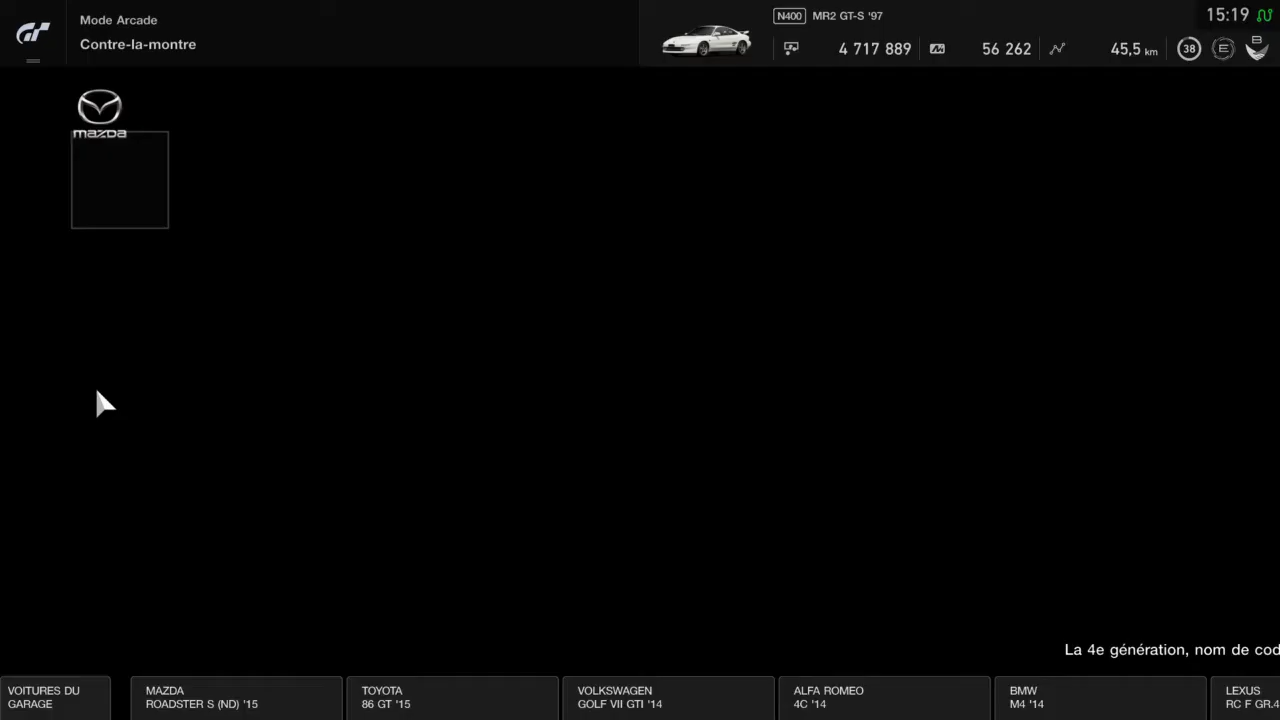 Mode Arcade
Contre-la-montre
N400 MR2 GT-S '97
4 717 889
56 262
45,5 km
38
E
B
15:19
mazda
La 4e génération, nom de cod
VOITURES DU
GARAGE
MAZDA
ROADSTER S (ND) '15
TOYOTA
86 GT '15
VOLKSWAGEN
GOLF VII GTI '14
ALFA ROMEO
4C '14
BMW
M4 '14
LEXUS
RC F GR.4